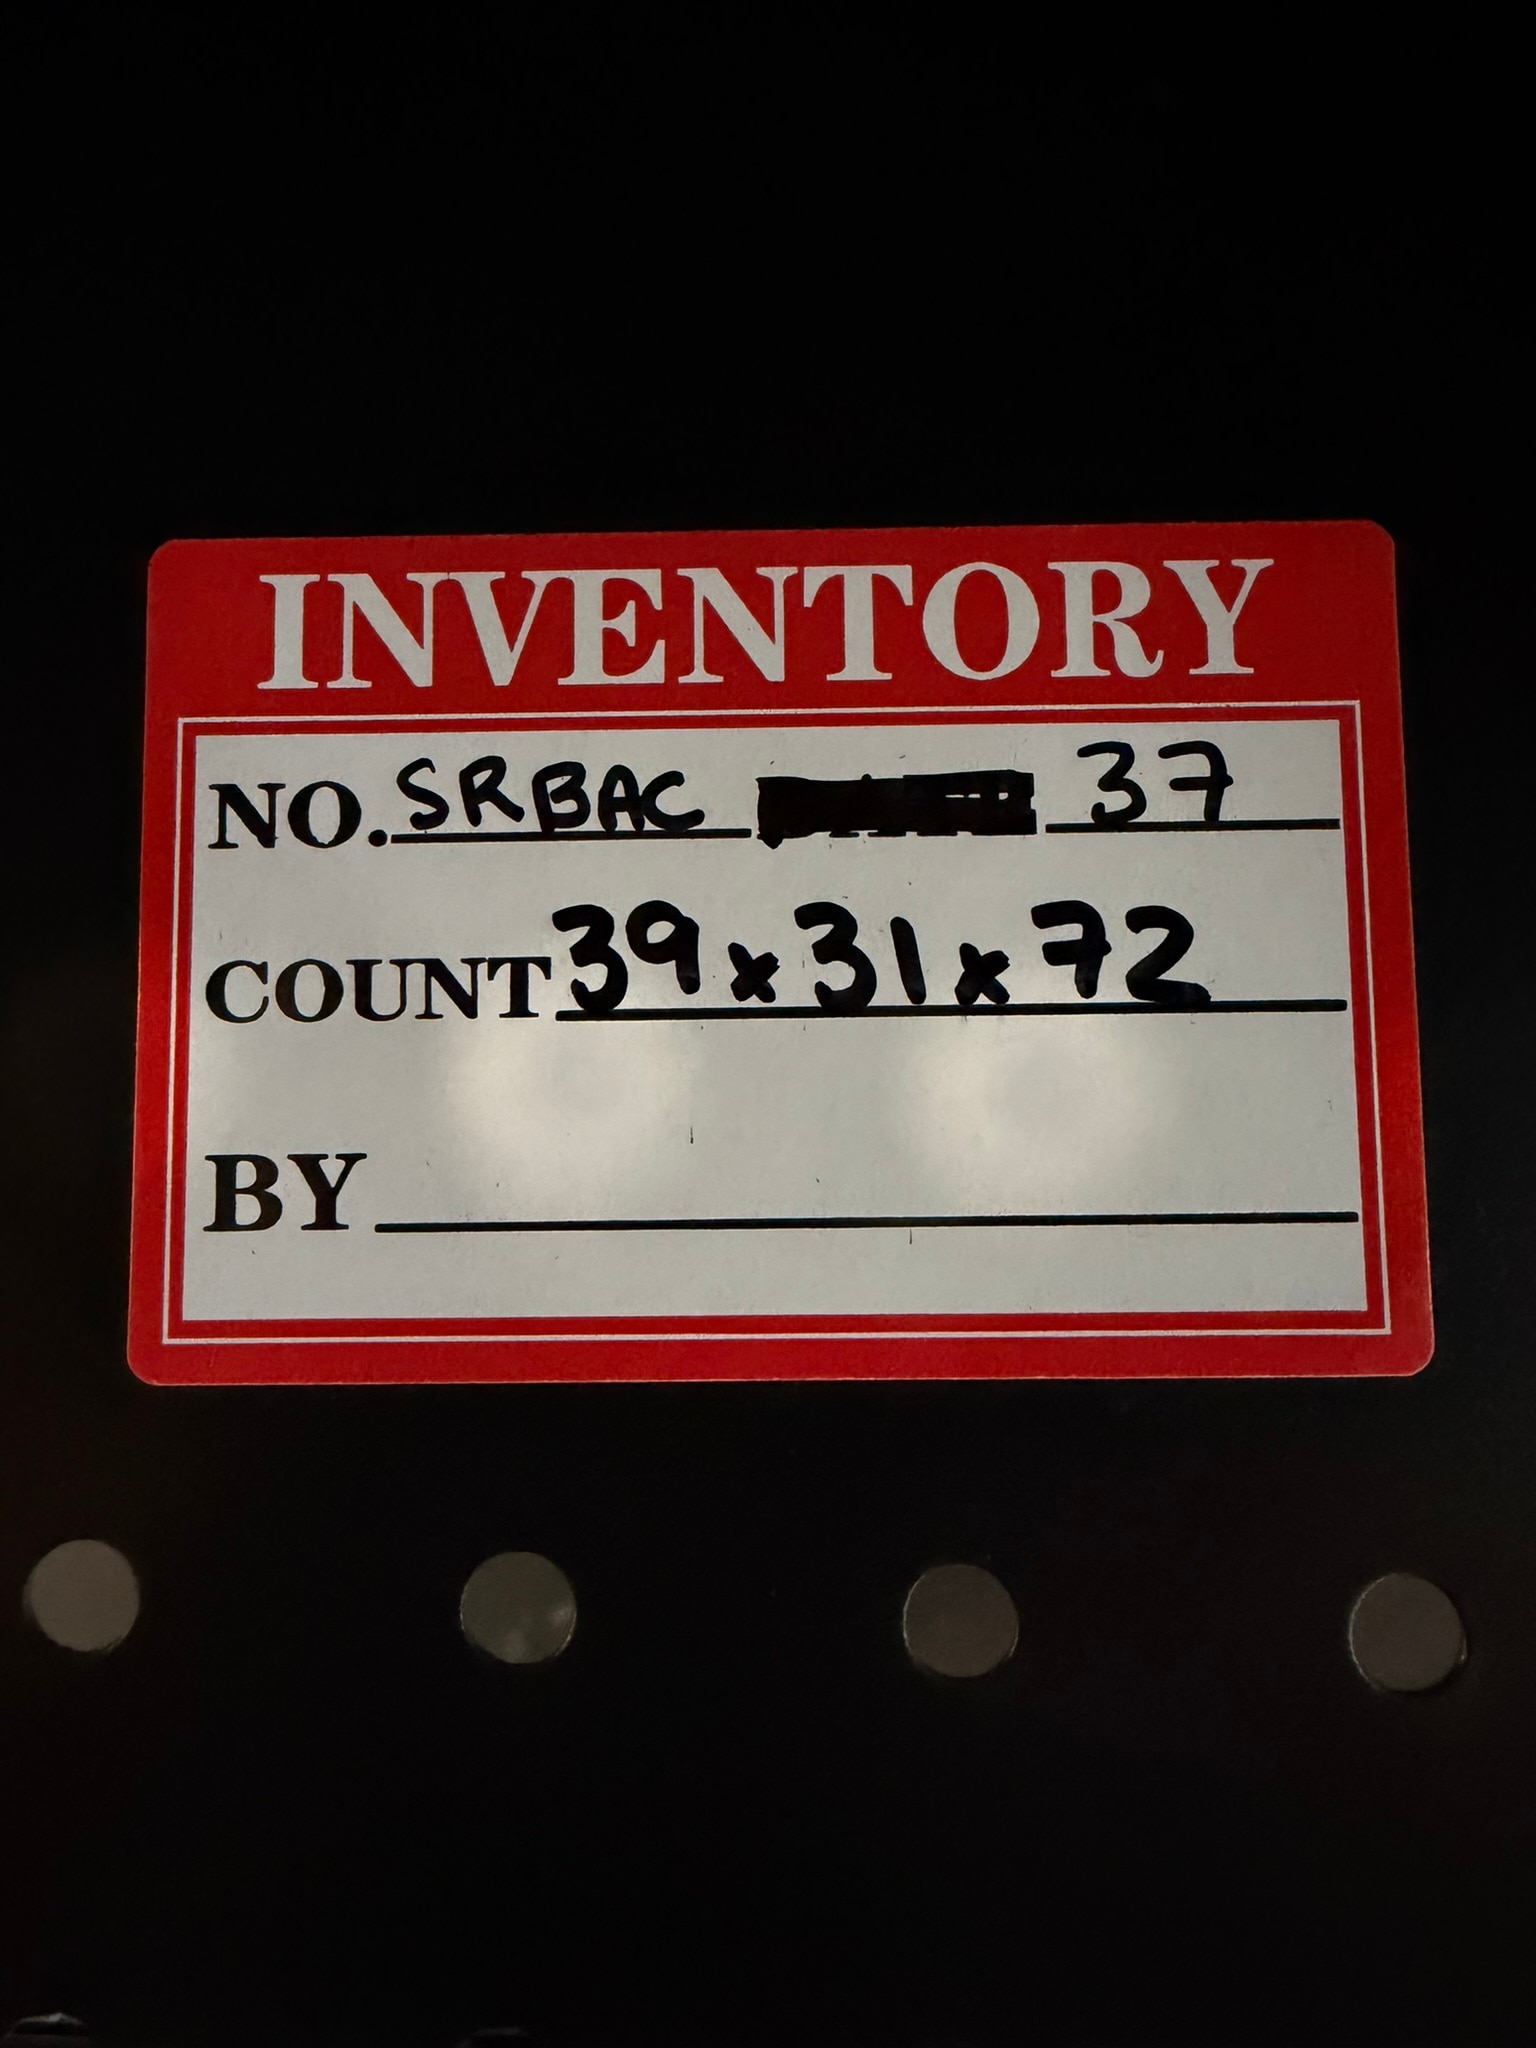 INVENTORY
NO. SRBAC 37
COUNT 39x31x72
BY